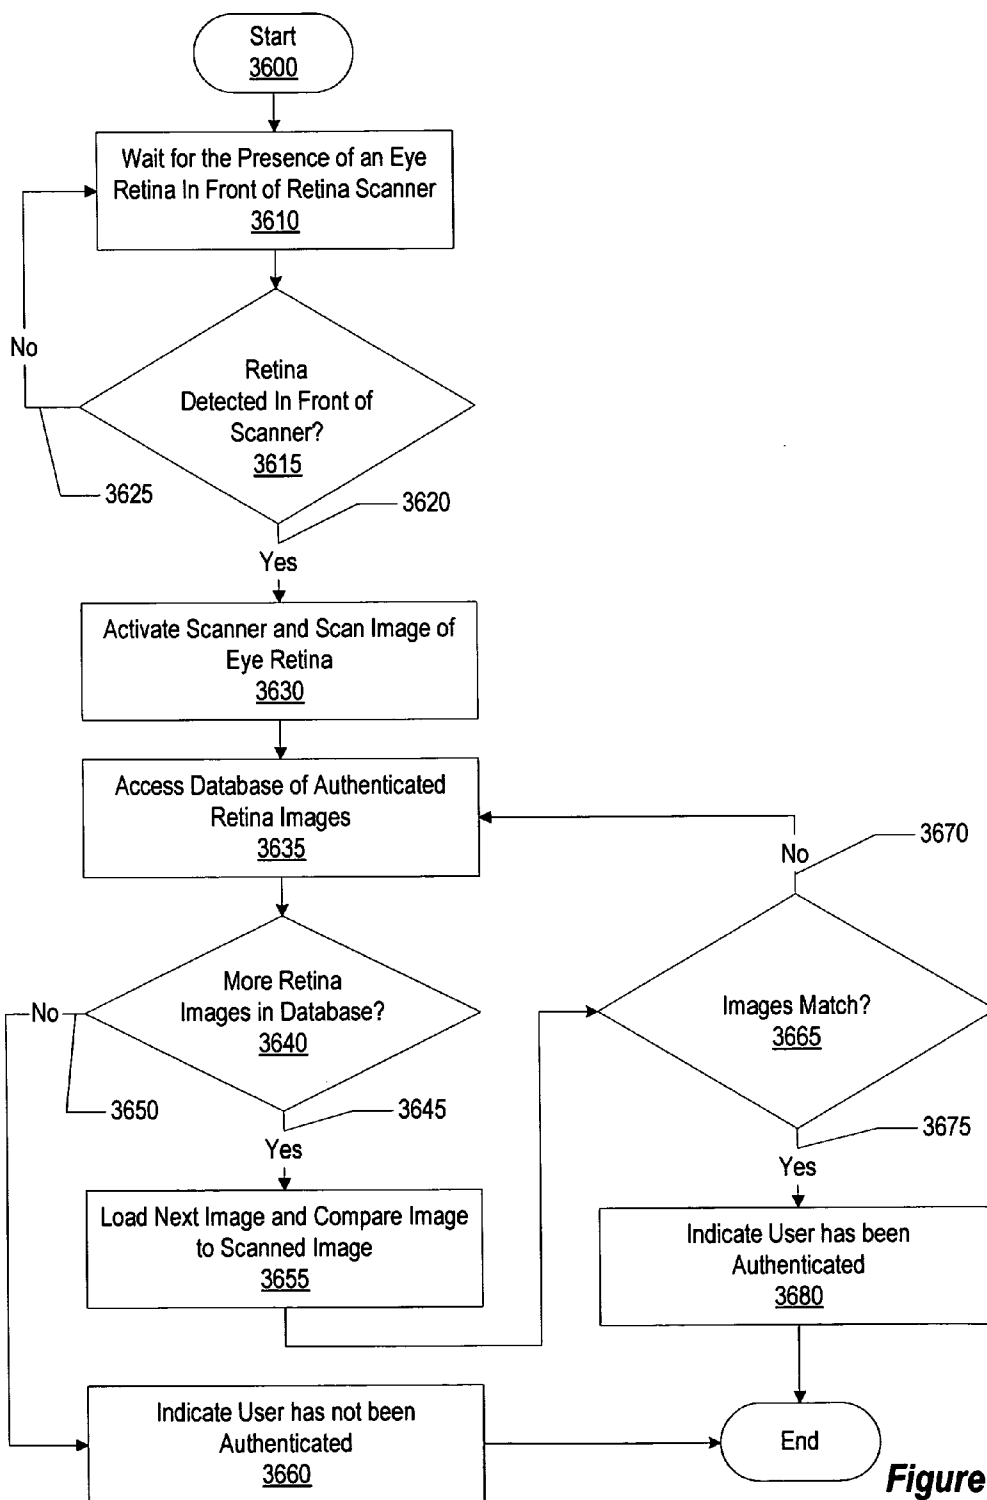 Start
3600
Wait for the Presence of an Eye
Retina In Front of Retina Scanner
3610
No
Retina
Detected In Front of
Scanner?
3615
3625
3620
Yes
Activate Scanner and Scan Image of
Eye Retina
3630
Access Database of Authenticated
Retina Images
3635
3670
No
More Retina
Images in Database?
3640
No
Images Match?
3665
3650
3645
3675
Yes
Yes
Load Next Image and Compare Image
to Scanned Image
3655
Indicate User has been
Authenticated
3680
Indicate User has not been
Authenticated
3660
End
Figure